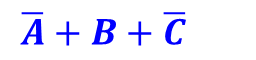 A̅ + B + C̅